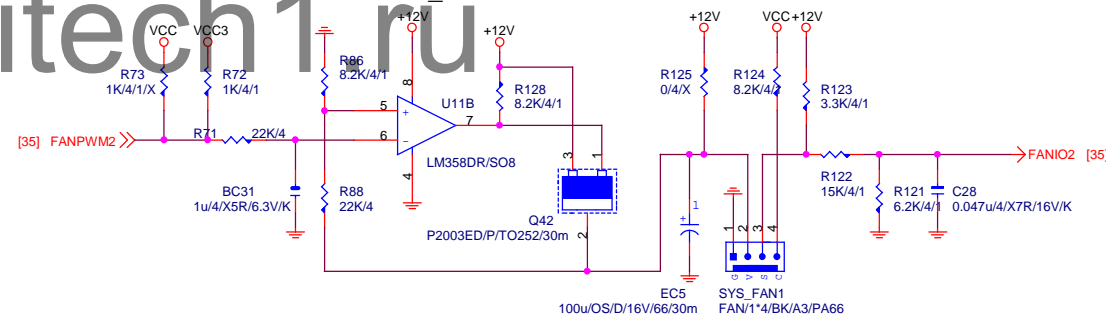 itech1.ru
+12V
+12V
+12V
VCC
+12V
VCC
VCC3
R73
1K/4/1/X
R72
1K/4/1
R86
8.2K/4/1
8
5
+
U11B
7
6
-
LM358DR/SO8
4
R128
8.2K/4/1
R125
0/4/X
R124
8.2K/4/1
R123
3.3K/4/1
[35] FANPWM2
R71
22K/4
BC31
1u/4/X5R/6.3V/K
R88
22K/4
3
1
Q42
P2003ED/P/TO252/30m
2
+
1
EC5
100u/OS/D/16V/66/30m
1
2
3
4
G
V
S
C
SYS_FAN1
FAN/1*4/BK/A3/PA66
R122
15K/4/1
R121
6.2K/4/1
C28
0.047u/4/X7R/16V/K
FANIO2 [35]